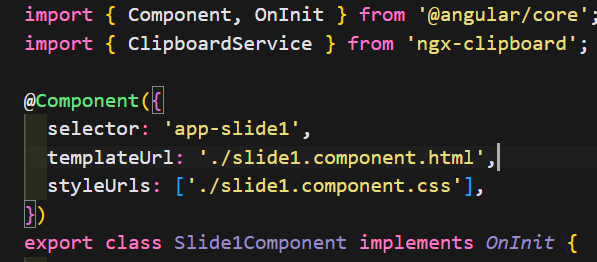 import { Component, OnInit } from '@angular/core';
import { ClipboardService } from 'ngx-clipboard';

@Component({
  selector: 'app-slide1',
  templateUrl: './slide1.component.html',
  styleUrls: ['./slide1.component.css'],
})
export class Slide1Component implements OnInit {